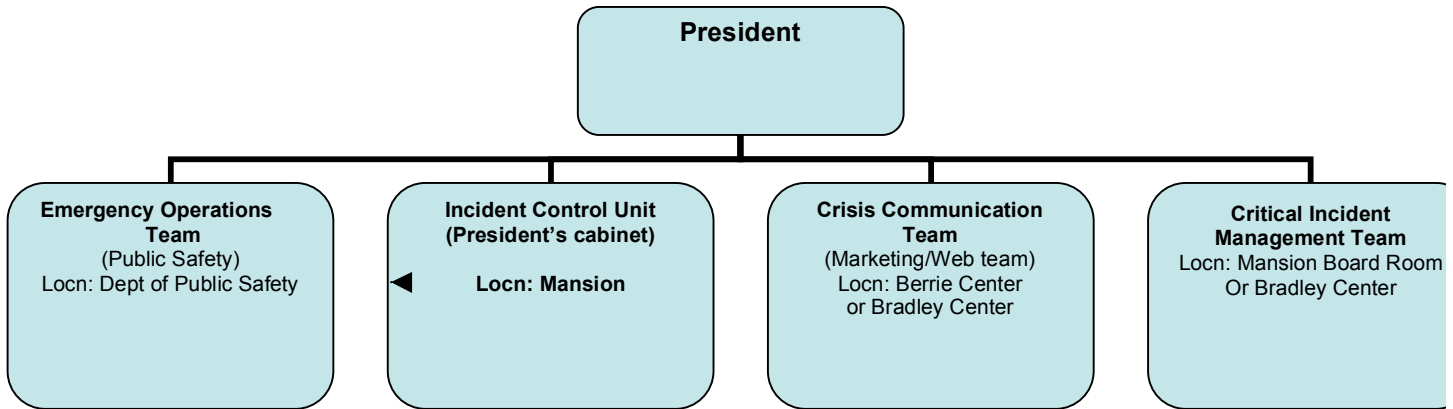 President
Emergency Operations
Team
(Public Safety)
Locn: Dept of Public Safety
Incident Control Unit
(President’s cabinet)
Locn: Mansion
Crisis Communication
Team
(Marketing/Web team)
Locn: Berrie Center
or Bradley Center
Critical Incident
Management Team
Locn: Mansion Board Room
Or Bradley Center